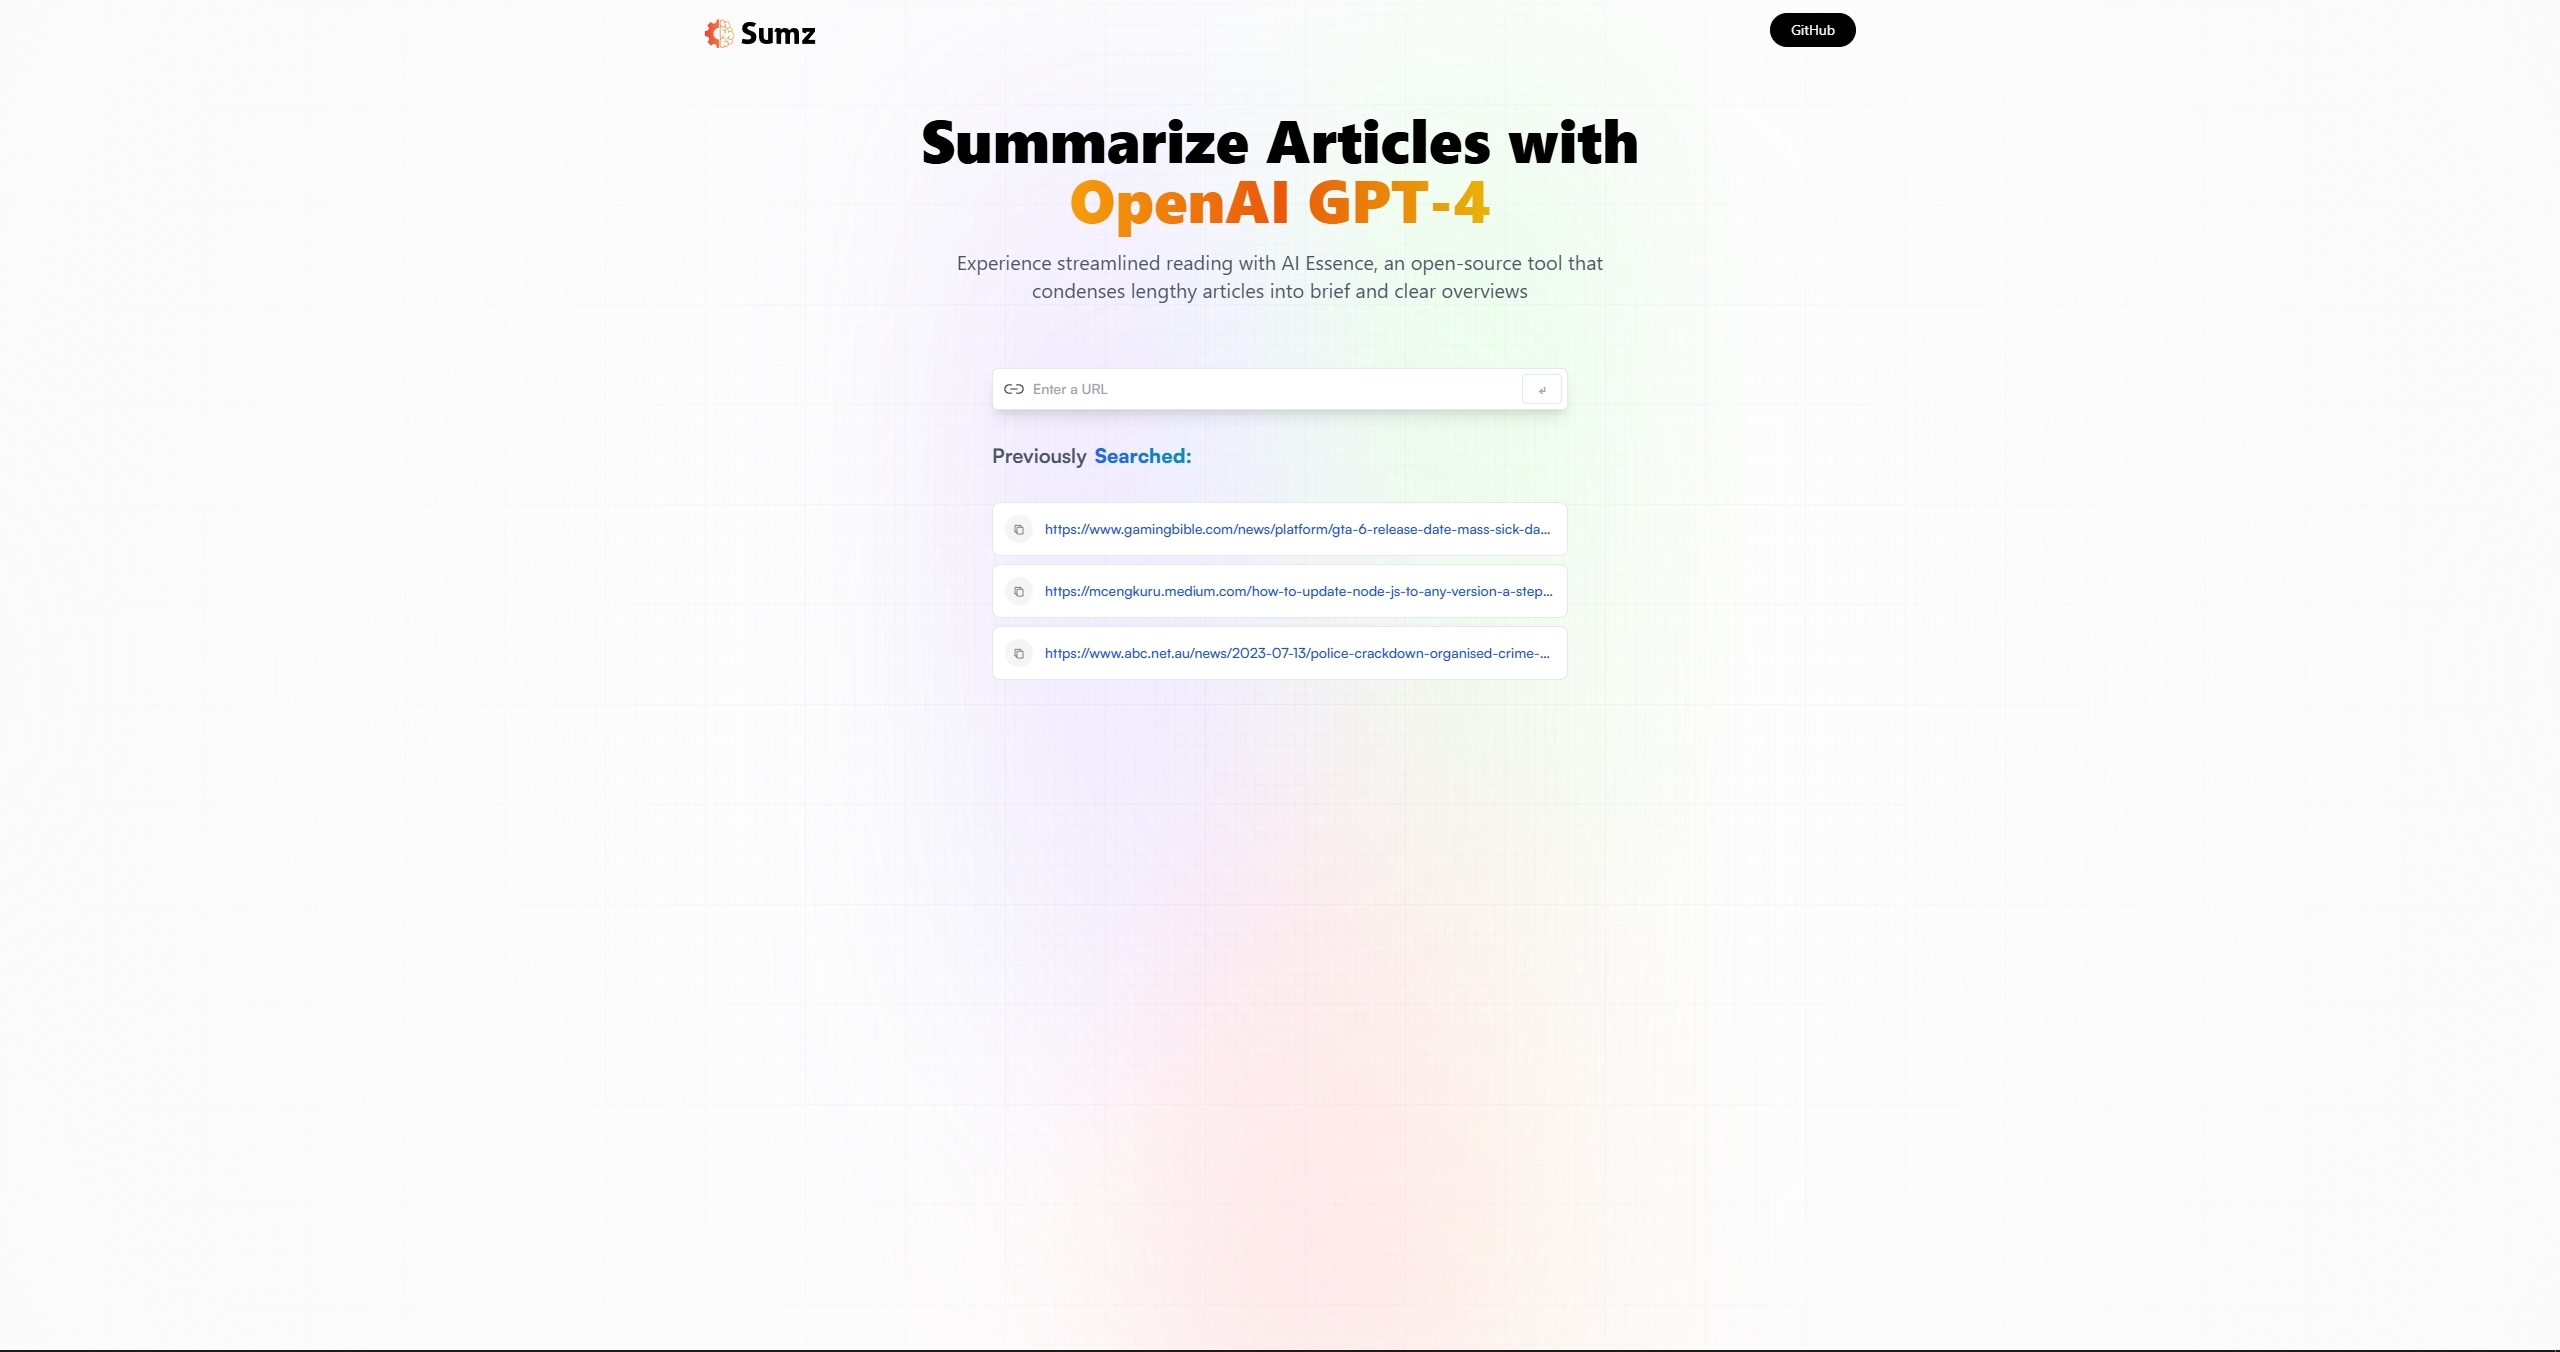 Sumz
GitHub
Summarize Articles with
OpenAI GPT-4
Experience streamlined reading with AI Essence, an open-source tool that
condenses lengthy articles into brief and clear overviews
Enter a URL
↵
Previously Searched:
https://www.gamingbible.com/news/platform/gta-6-release-date-mass-sick-da...
https://mcengkuru.medium.com/how-to-update-node-js-to-any-version-a-step...
https://www.abc.net.au/news/2023-07-13/police-crackdown-organised-crime-...